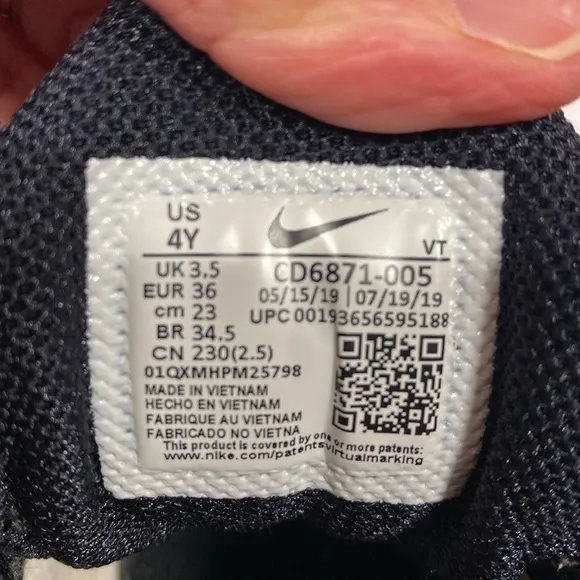 US
4Y
VT
UK 3.5
EUR 36
cm 23
BR 34.5
CN 230(2.5)
CD6871-005
05/15/19 | 07/19/19
UPC 00193656595188
01QXMHPM25798
MADE IN VIETNAM
HECHO EN VIETNAM
FABRIQUE AU VIETNAM
FABRICADO NO VIETNA
This product is covered by one or more patents:
www.nike.com/patentsvirtualmarking